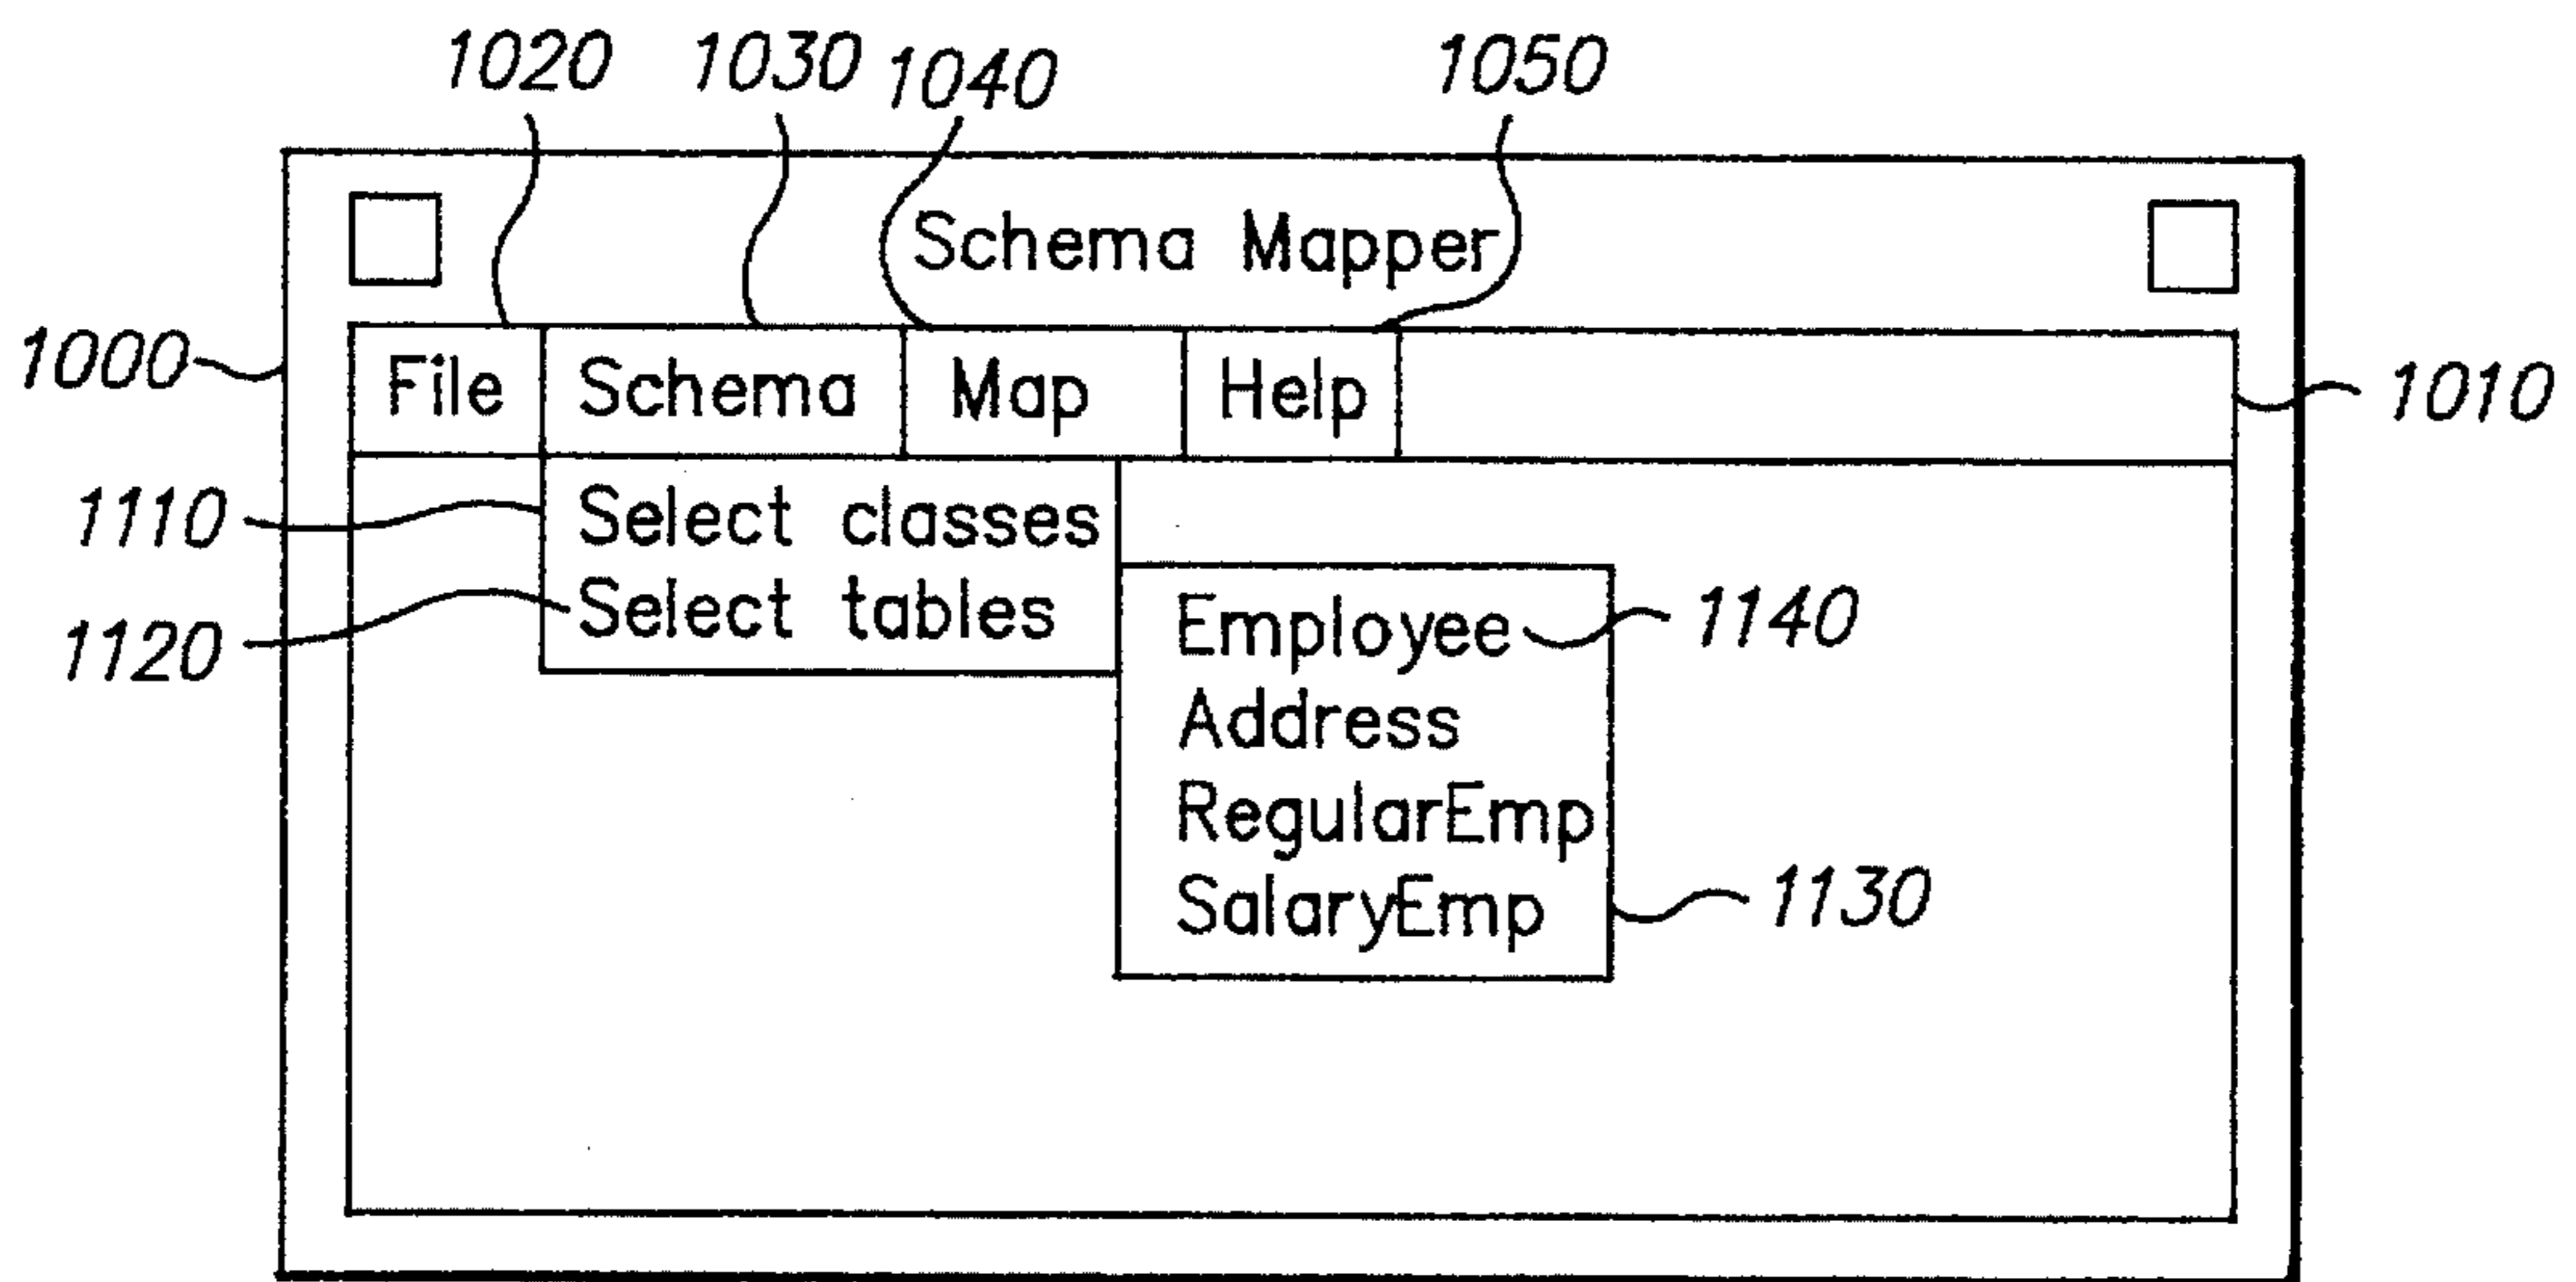 1020 1030 1040 1050
Schema Mapper
1000 File Schema Map Help 1010
1110 Select classes
1120 Select tables
Employee 1140
Address
RegularEmp
SalaryEmp 1130